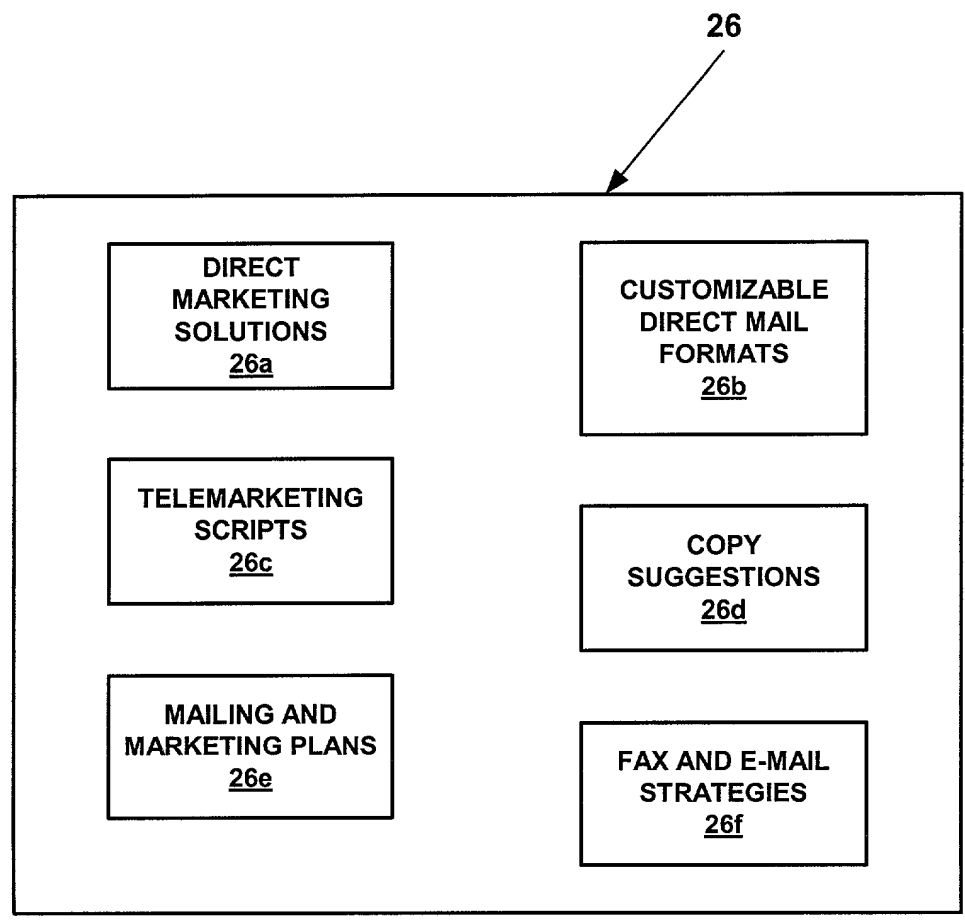 26
DIRECT
MARKETING
SOLUTIONS
26a
CUSTOMIZABLE
DIRECT MAIL
FORMATS
26b
TELEMARKETING
SCRIPTS
26c
COPY
SUGGESTIONS
26d
MAILING AND
MARKETING PLANS
26e
FAX AND E-MAIL
STRATEGIES
26f